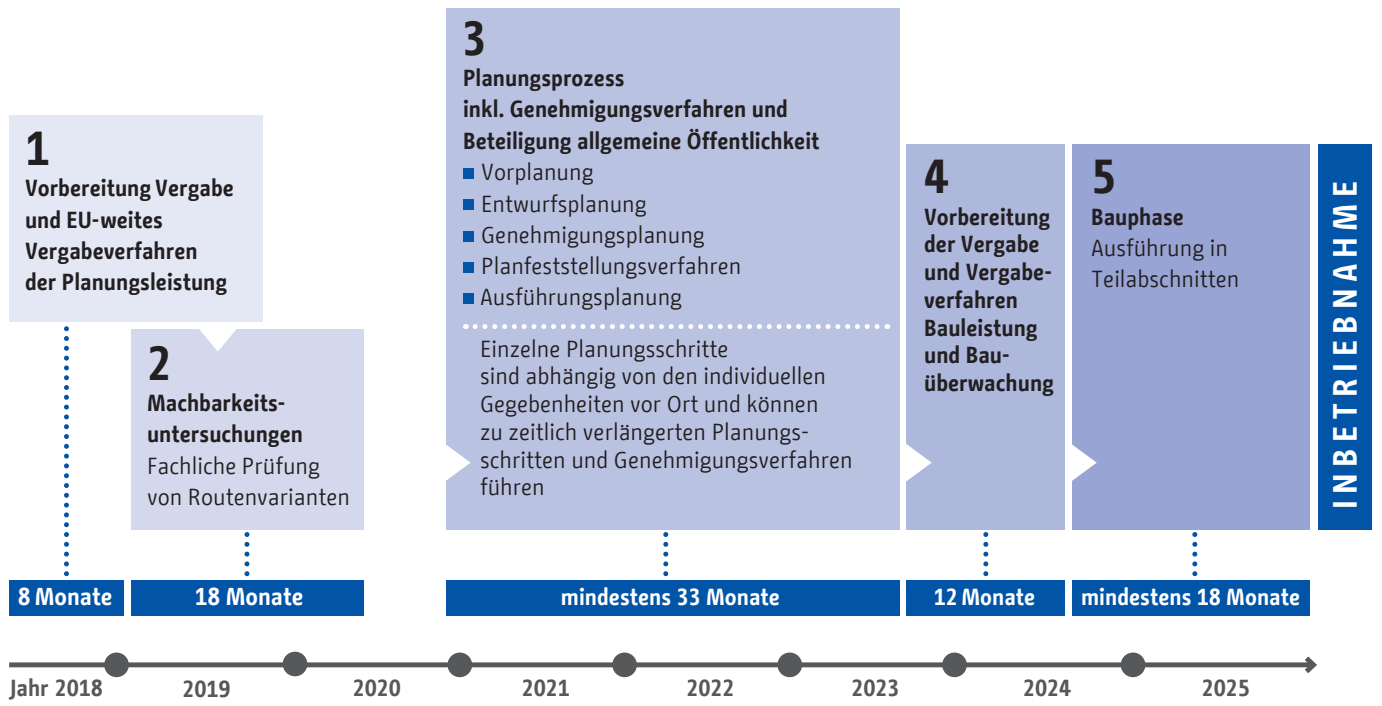 1
Vorbereitung Vergabe
und EU-weites
Vergabeverfahren
der Planungsleistung
2
Machbarkeits-
untersuchungen
Fachliche Prüfung
von Routenvarianten
3
Planungsprozess
inkl. Genehmigungsverfahren und
Beteiligung allgemeine Öffentlichkeit
Vorplanung
Entwurfsplanung
Genehmigungsplanung
Planfeststellungsverfahren
Ausführungsplanung
Einzelne Planungsschritte
sind abhängig von den individuellen
Gegebenheiten vor Ort und können
zu zeitlich verlängerten Planungs-
schritten und Genehmigungsverfahren
führen
4
Vorbereitung
der Vergabe
und Vergabe-
verfahren
Bauleistung
und Bau-
überwachung
5
Bauphase
Ausführung in
Teilabschnitten
INBETRIEBNAHME
8 Monate
18 Monate
mindestens 33 Monate
12 Monate
mindestens 18 Monate
Jahr 2018
2019
2020
2021
2022
2023
2024
2025